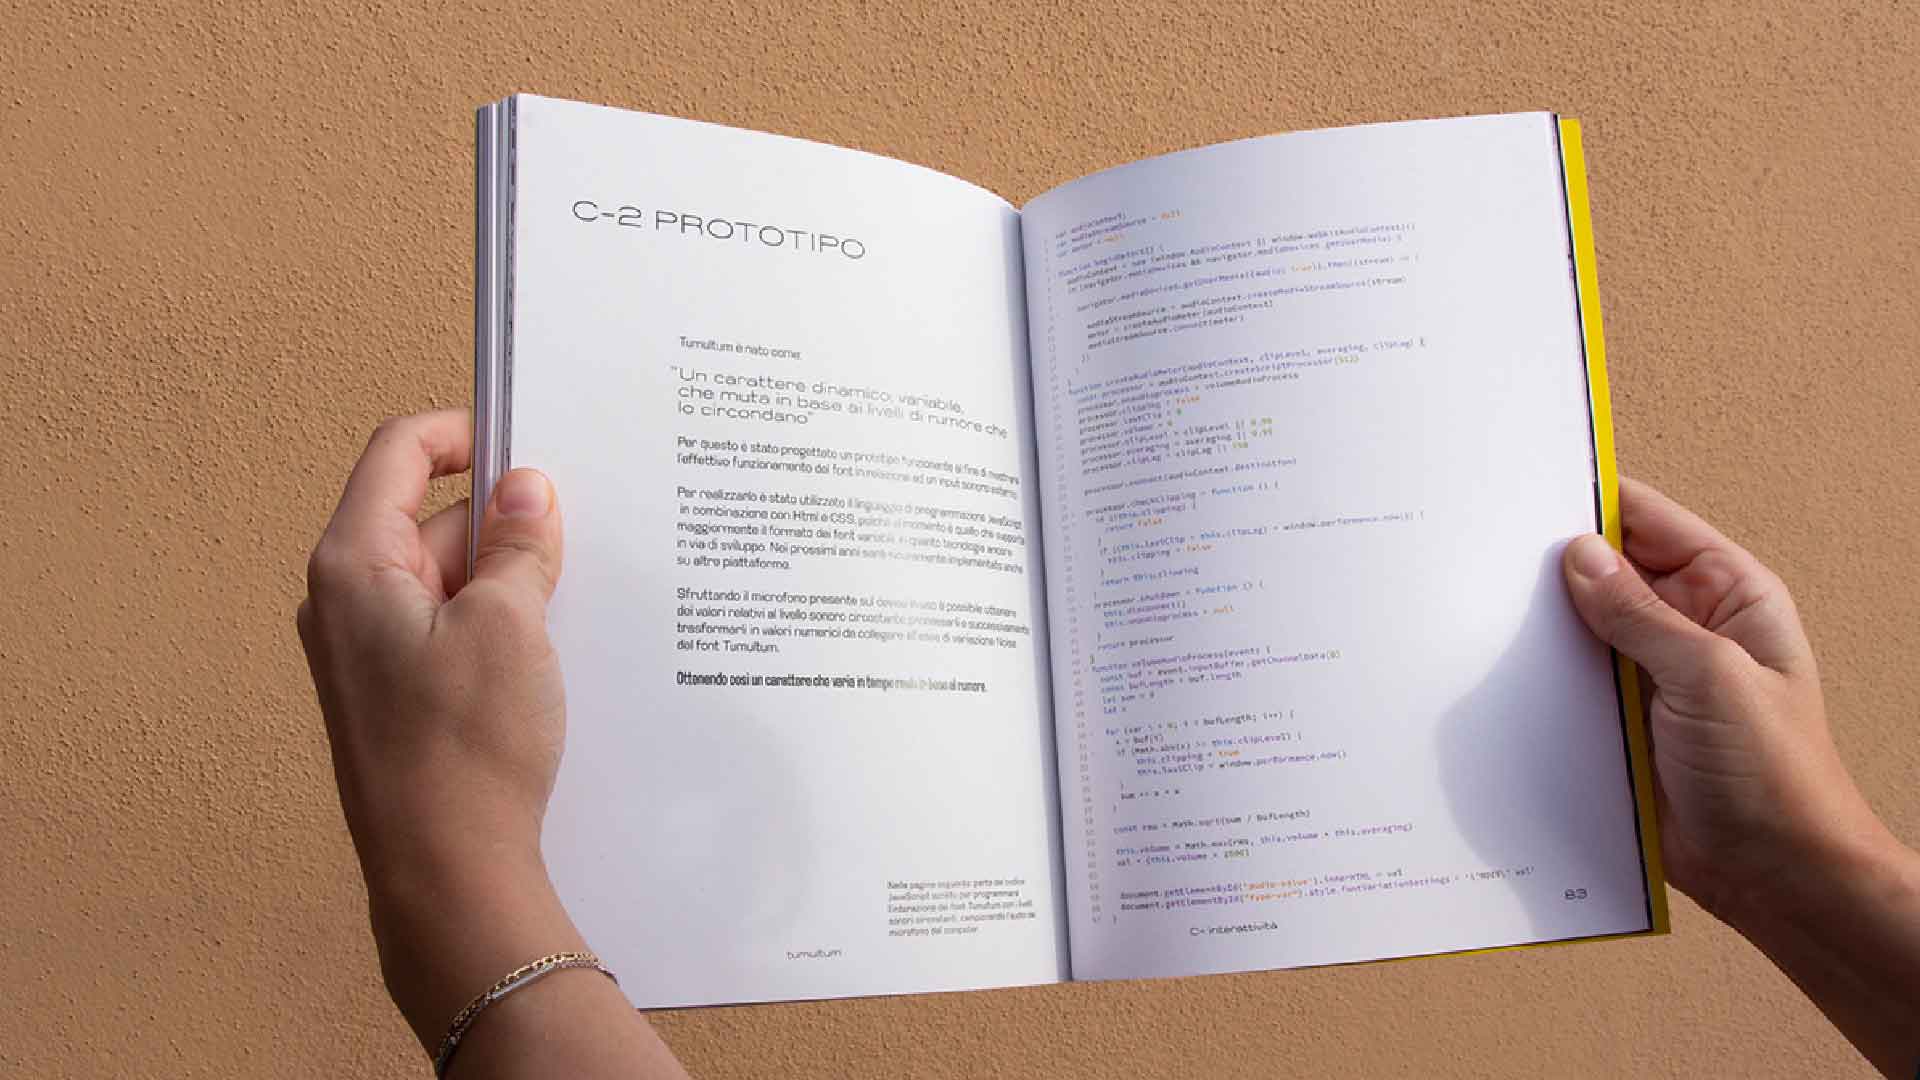 C-2 PROTOTIPO
Tumultum è nato come:
"Un carattere dinamico, variabile,
che muta in base ai livelli di rumore che
lo circondano"
Per questo è stato progettato un prototipo funzionante al fine di mostrare
l'effettivo funzionamento del font in relazione ad un input sonoro esterno.
Per realizzarlo è stato utilizzato il linguaggio di programmazione JavaScript
in combinazione con Html e CSS, poiché al momento è quello che supporta
maggiormente il formato dei font variabili, in quanto tecnologia ancora
in via di sviluppo. Nei prossimi anni sarà sicuramente implementata anche
su altre piattaforme.
Sfruttando il microfono presente sul device in uso è possibile ottenere
dei valori relativi al livello sonoro circostante, processarli e successivamente
trasformarli in valori numerici da collegare all'asse di variazione Noise
del font Tumultum.
Ottenendo così un carattere che varia in tempo reale in base al rumore.
Nella pagina seguente: parte del codice
JavaScript scritto per programmare
l'interazione del font Tumultum con i livelli
sonori circostanti, campionando l'audio dal
microfono del computer.
tumultum
var audioContext;
var mediaStreamSource = null
var meter = null
function beginDetect() {
audioContext = new (window.AudioContext || window.webkitAudioContext)()
if (navigator.mediaDevices && navigator.mediaDevices.getUserMedia) {
navigator.mediaDevices.getUserMedia({audio: true}).then((stream) => {
mediaStreamSource = audioContext.createMediaStreamSource(stream)
meter = createAudioMeter(audioContext)
mediaStreamSource.connect(meter)
})
}
}
function createAudioMeter(audioContext, clipLevel, averaging, clipLag) {
const processor = audioContext.createScriptProcessor(512)
processor.onaudioprocess = volumeAudioProcess
processor.clipping = false
processor.lastClip = 0
processor.volume = 0
processor.clipLevel = clipLevel || 0.98
processor.averaging = averaging || 0.95
processor.clipLag = clipLag || 750
processor.connect(audioContext.destination)
processor.checkClipping = function () {
if (!this.clipping) {
return false
}
if ((this.lastClip + this.clipLag) < window.performance.now()) {
this.clipping = false
}
return this.clipping
}
processor.shutdown = function () {
this.disconnect()
this.onaudioprocess = null
}
return processor
}
function volumeAudioProcess(event) {
const buf = event.inputBuffer.getChannelData(0)
const bufLength = buf.length
let sum = 0
let x
for (var i = 0; i < bufLength; i++) {
x = buf[i]
if (Math.abs(x) >= this.clipLevel) {
this.clipping = true
this.lastClip = window.performance.now()
}
sum += x * x
}
const rms = Math.sqrt(sum / bufLength)
this.volume = Math.max(rms, this.volume * this.averaging)
val = (this.volume * 2500)
document.getElementById('audio-value').innerHTML = val
document.getElementById("type-var").style.fontVariationSettings =
}
C- interattività
83